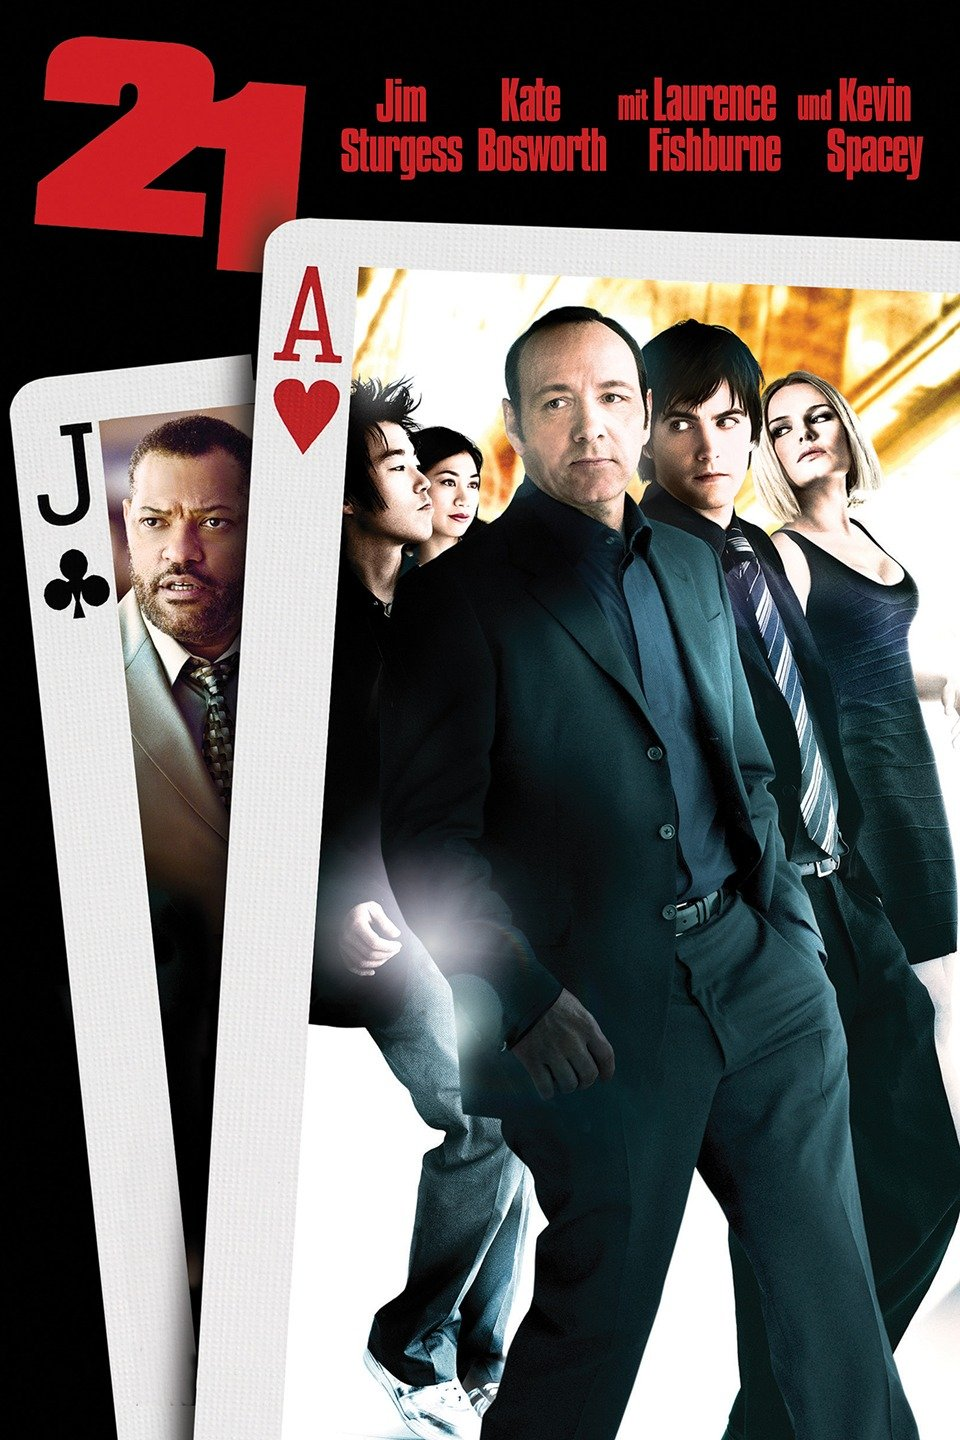 21
Jim Kate mit Laurence und Kevin
Sturgess Bosworth Fishburne Spacey
A
J